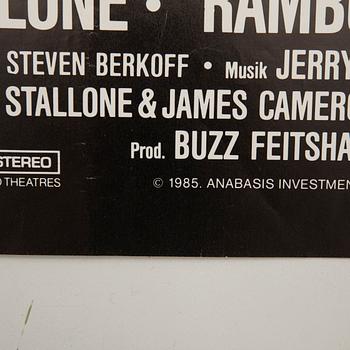 LONE · RAMBO
STEVEN BERKOFF · Musik JERRY
STALLONE & JAMES CAMERO
Prod. BUZZ FEITSHA
STEREO
THEATRES
© 1985. ANABASIS INVESTMEN